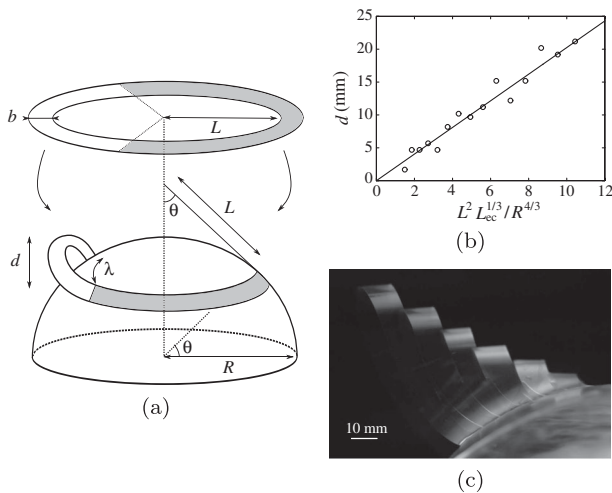 b
L
θ
L
d
λ
θ
R
(a)
(b)
d (mm)
25
20
15
10
5
0
0 2 4 6 8 10 12
L² L_ec^{1/3}/R^{4/3}
(b)
10 mm
(c)